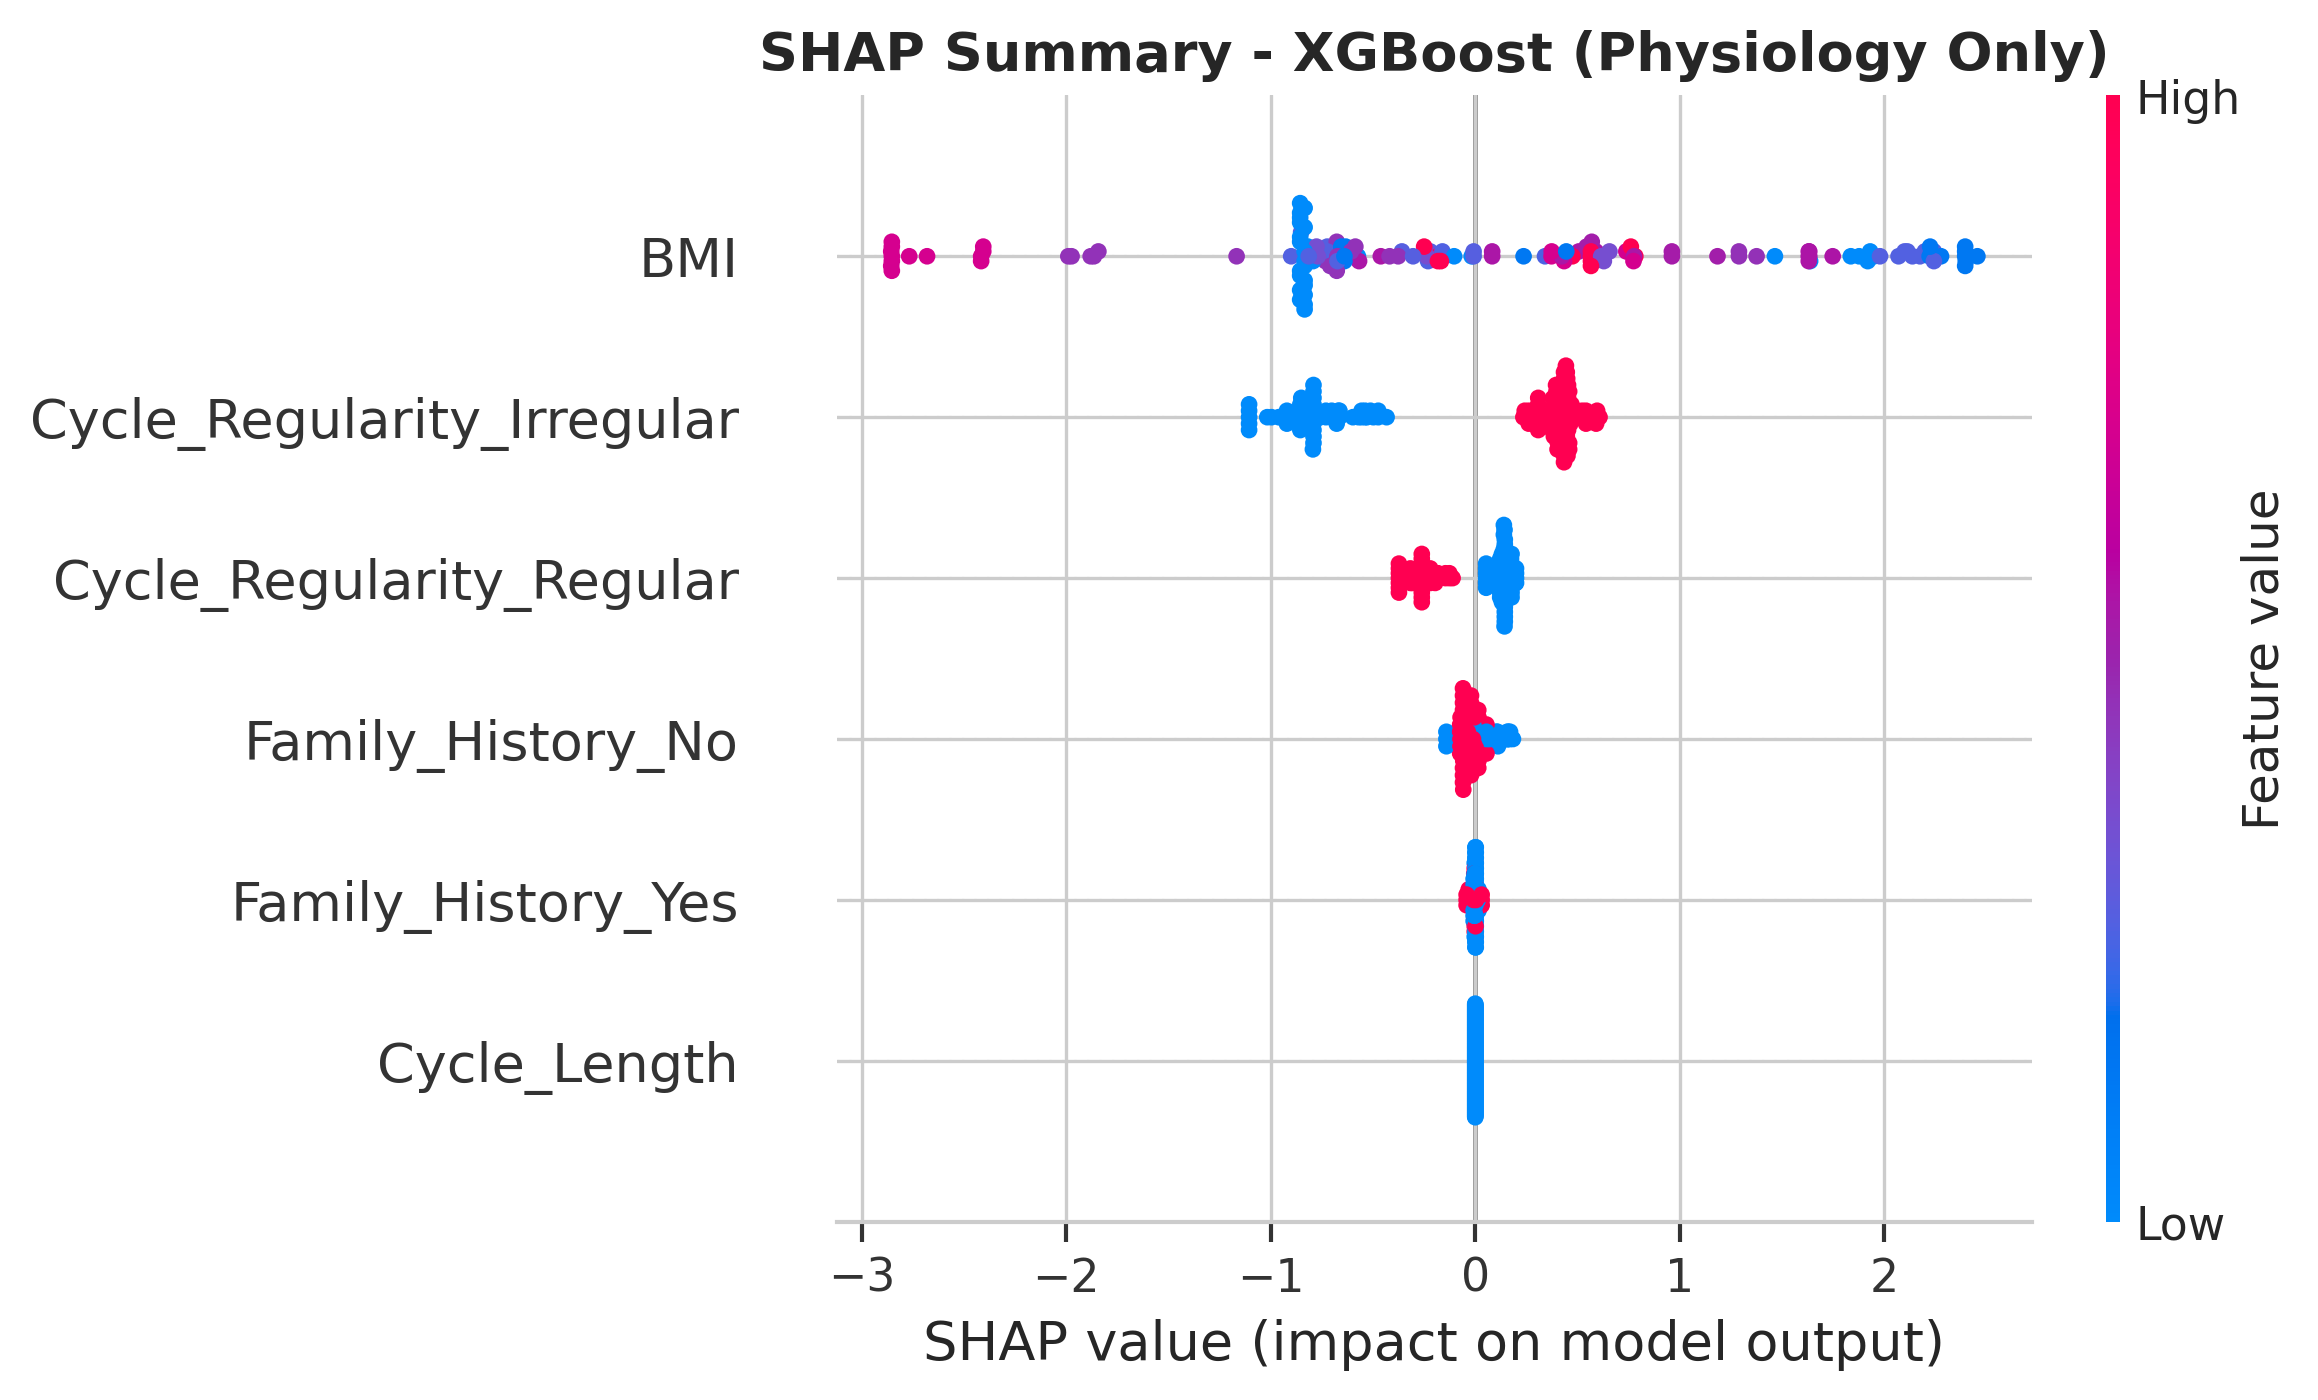 SHAP Summary - XGBoost (Physiology Only)
High
BMI
Cycle_Regularity_Irregular
Cycle_Regularity_Regular
Family_History_No
Family_History_Yes
Cycle_Length
Feature value
Low
−3 −2 −1 0 1 2
SHAP value (impact on model output)